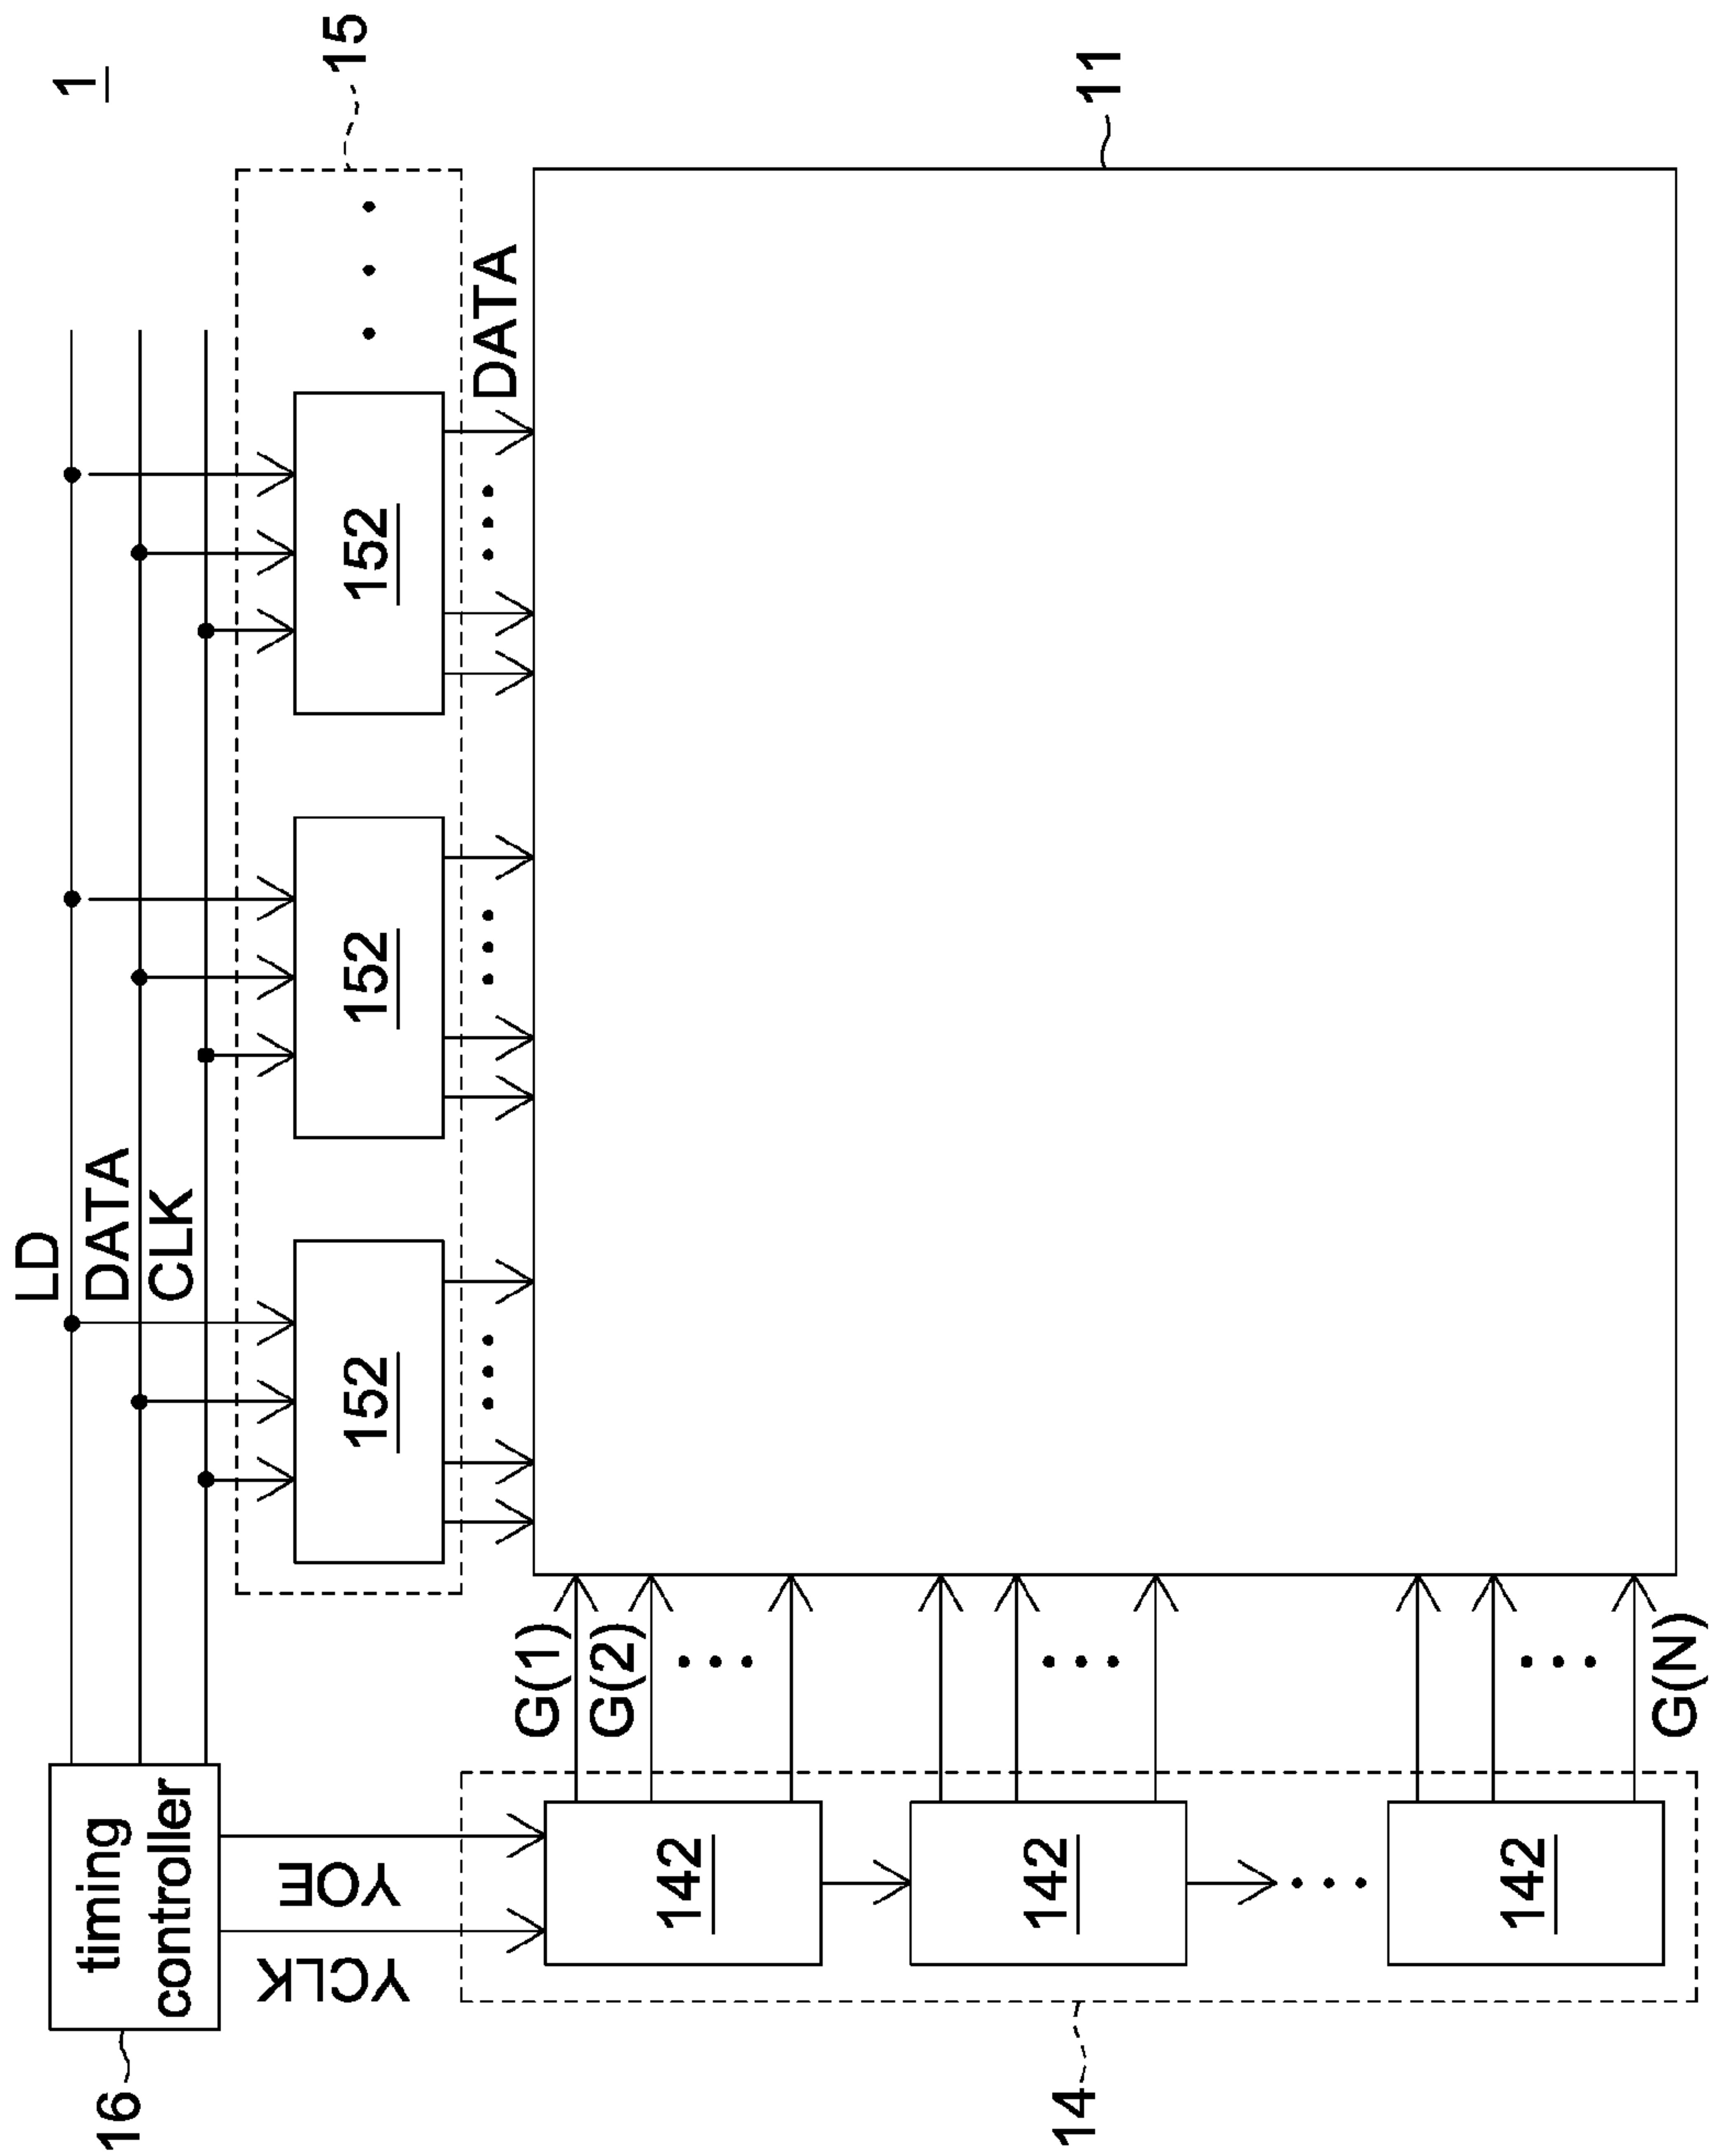 1
16
timing
controller
LD
DATA
CLK
15
YCLK
YOE
152
152
152
DATA
14
142
142
142
G(1)
G(2)
G(N)
11